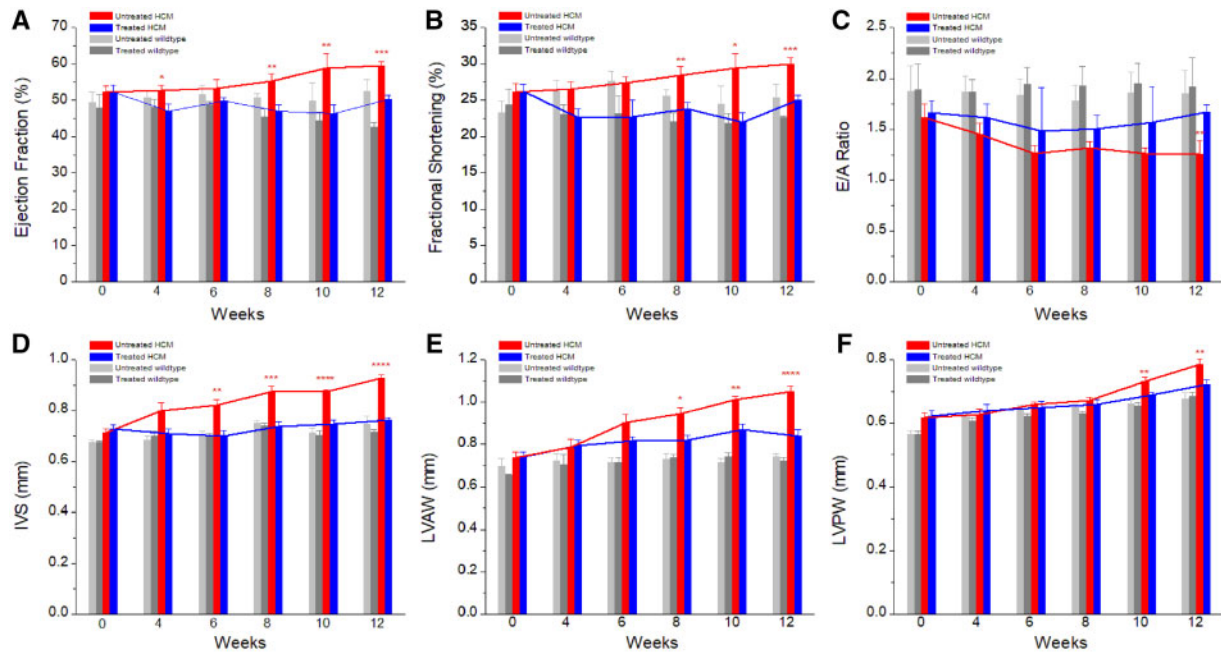 A
Untreated HCM
Treated HCM
Untreated wildtype
Treated wildtype
Ejection Fraction (%)
70
60
50
40
30
20
10
0
* ** ** ***
0 4 6 8 10 12
Weeks
B
Untreated HCM
Treated HCM
Untreated wildtype
Treated wildtype
Fractional Shortening (%)
35
30
25
20
15
10
5
0
** * ***
0 4 6 8 10 12
Weeks
C
Untreated HCM
Treated HCM
Untreated wildtype
Treated wildtype
E/A Ratio
2.5
2.0
1.5
1.0
0.5
0.0
**
0 4 6 8 10 12
Weeks
D
Untreated HCM
Treated HCM
Untreated wildtype
Treated wildtype
IVS (mm)
1.0
0.8
0.6
0.4
0.2
0.0
** *** **** ****
0 4 6 8 10 12
Weeks
E
Untreated HCM
Treated HCM
Untreated wildtype
Treated wildtype
LVAW (mm)
1.2
1.0
0.8
0.6
0.4
0.2
0.0
* ** ****
0 4 6 8 10 12
Weeks
F
Untreated HCM
Treated HCM
Untreated wildtype
Treated wildtype
LVPW (mm)
0.8
0.6
0.4
0.2
0.0
** **
0 4 6 8 10 12
Weeks